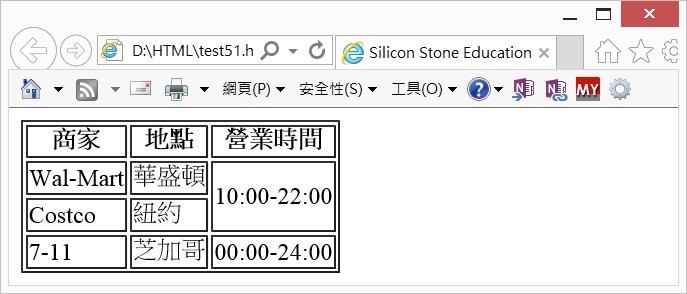 D:\HTML\test51.h
Silicon Stone Education
網頁(P)
安全性(S)
工具(O)
MY
商家 地點 營業時間
Wal-Mart 華盛頓 10:00-22:00
Costco 紐約
7-11 芝加哥 00:00-24:00